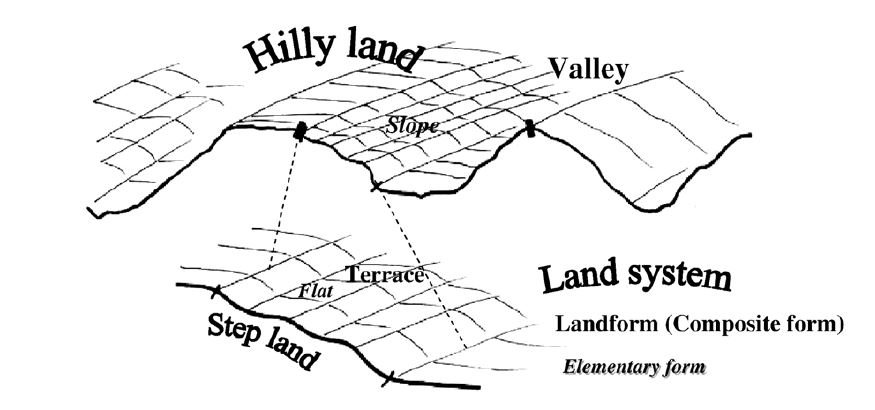 Hilly land
Valley
Slope
Terrace
Flat
Step land
Land system
Landform (Composite form)
Elementary form